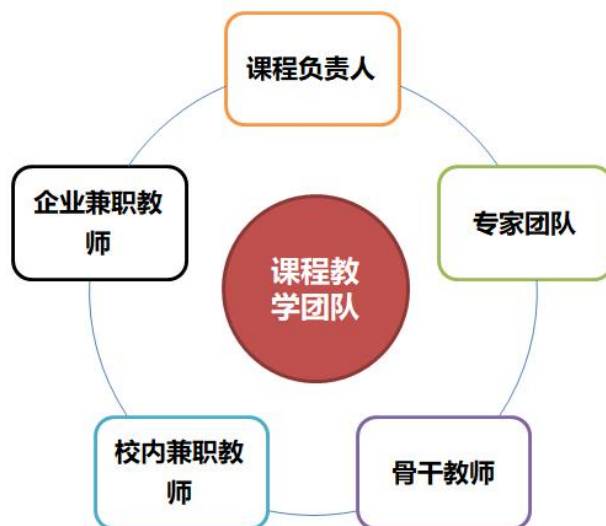 课程负责人
企业兼职教
师
专家团队
课程教
学团队
校内兼职教
师
骨干教师